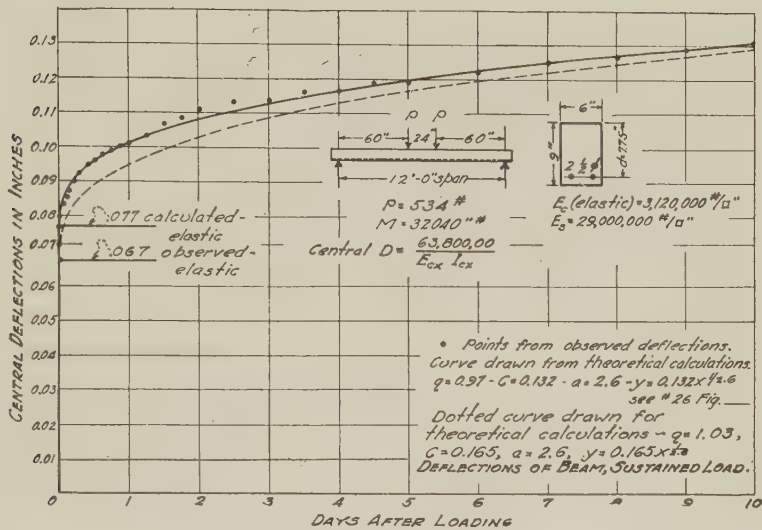 CENTRAL DEFLECTIONS IN INCHES
0.13
0.12
0.11
0.10
0.09
0.08
0.07
0.06
0.05
0.04
0.03
0.02
0.01
0
0 1 2 3 4 5 6 7 8 9 10
DAYS AFTER LOADING
.077 calculated-
elastic
.067 observed-
elastic
P P
60" 24" 60"
12'-0" span
P = 534 #
M = 32040 "#
Central D = 63,800,00 / Ecx Icx
6"
9"
d=7.75"
2 ½" φ
Ec (elastic) = 3,120,000 #/□"
Es = 29,000,000 #/□"
• Points from observed deflections.
Curve drawn from theoretical calculations.
q = 0.97 - C = 0.132 - a = 2.6 - y = 0.132x^1/2.6
see #26 Fig.
Dotted curve drawn for
theoretical calculations - q = 1.03,
C = 0.165, a = 2.6, y = 0.165x
DEFLECTIONS OF BEAM, SUSTAINED LOAD.